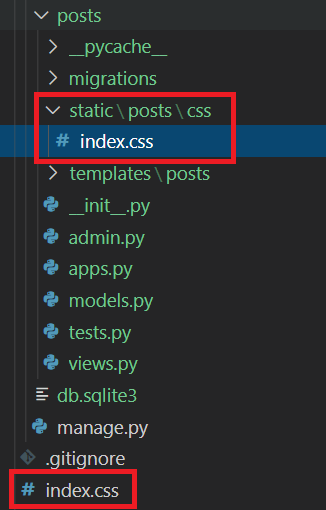 posts
__pycache__
migrations
static\posts\css
# index.css
templates\posts
__init__.py
admin.py
apps.py
models.py
tests.py
views.py
db.sqlite3
manage.py
.gitignore
# index.css